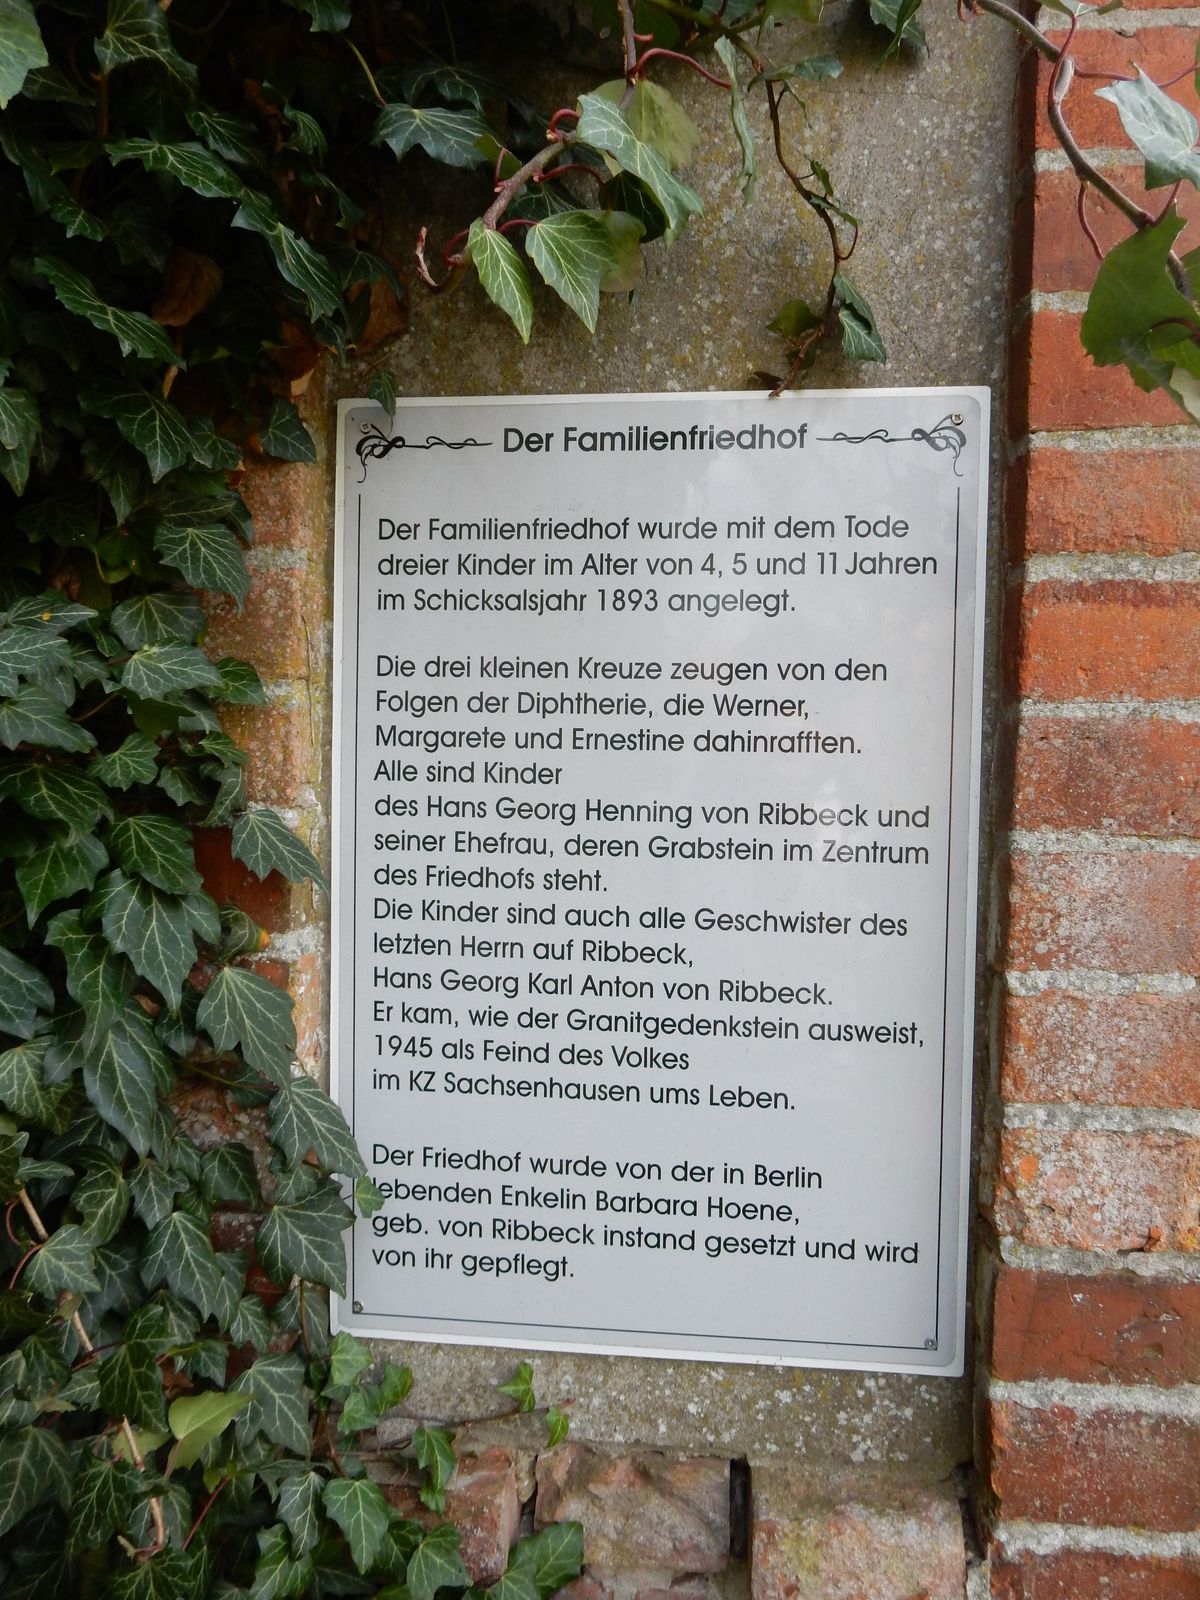 Der Familienfriedhof
Der Familienfriedhof wurde mit dem Tode
dreier Kinder im Alter von 4, 5 und 11 Jahren
im Schicksalsjahr 1893 angelegt.
Die drei kleinen Kreuze zeugen von den
Folgen der Diphtherie, die Werner,
Margarete und Ernestine dahinrafften.
Alle sind Kinder
des Hans Georg Henning von Ribbeck und
seiner Ehefrau, deren Grabstein im Zentrum
des Friedhofs steht.
Die Kinder sind auch alle Geschwister des
letzten Herrn auf Ribbeck,
Hans Georg Karl Anton von Ribbeck.
Er kam, wie der Granitgedenkstein ausweist,
1945 als Feind des Volkes
im KZ Sachsenhausen ums Leben.
Der Friedhof wurde von der in Berlin
lebenden Enkelin Barbara Hoene,
geb. von Ribbeck instand gesetzt und wird
von ihr gepflegt.